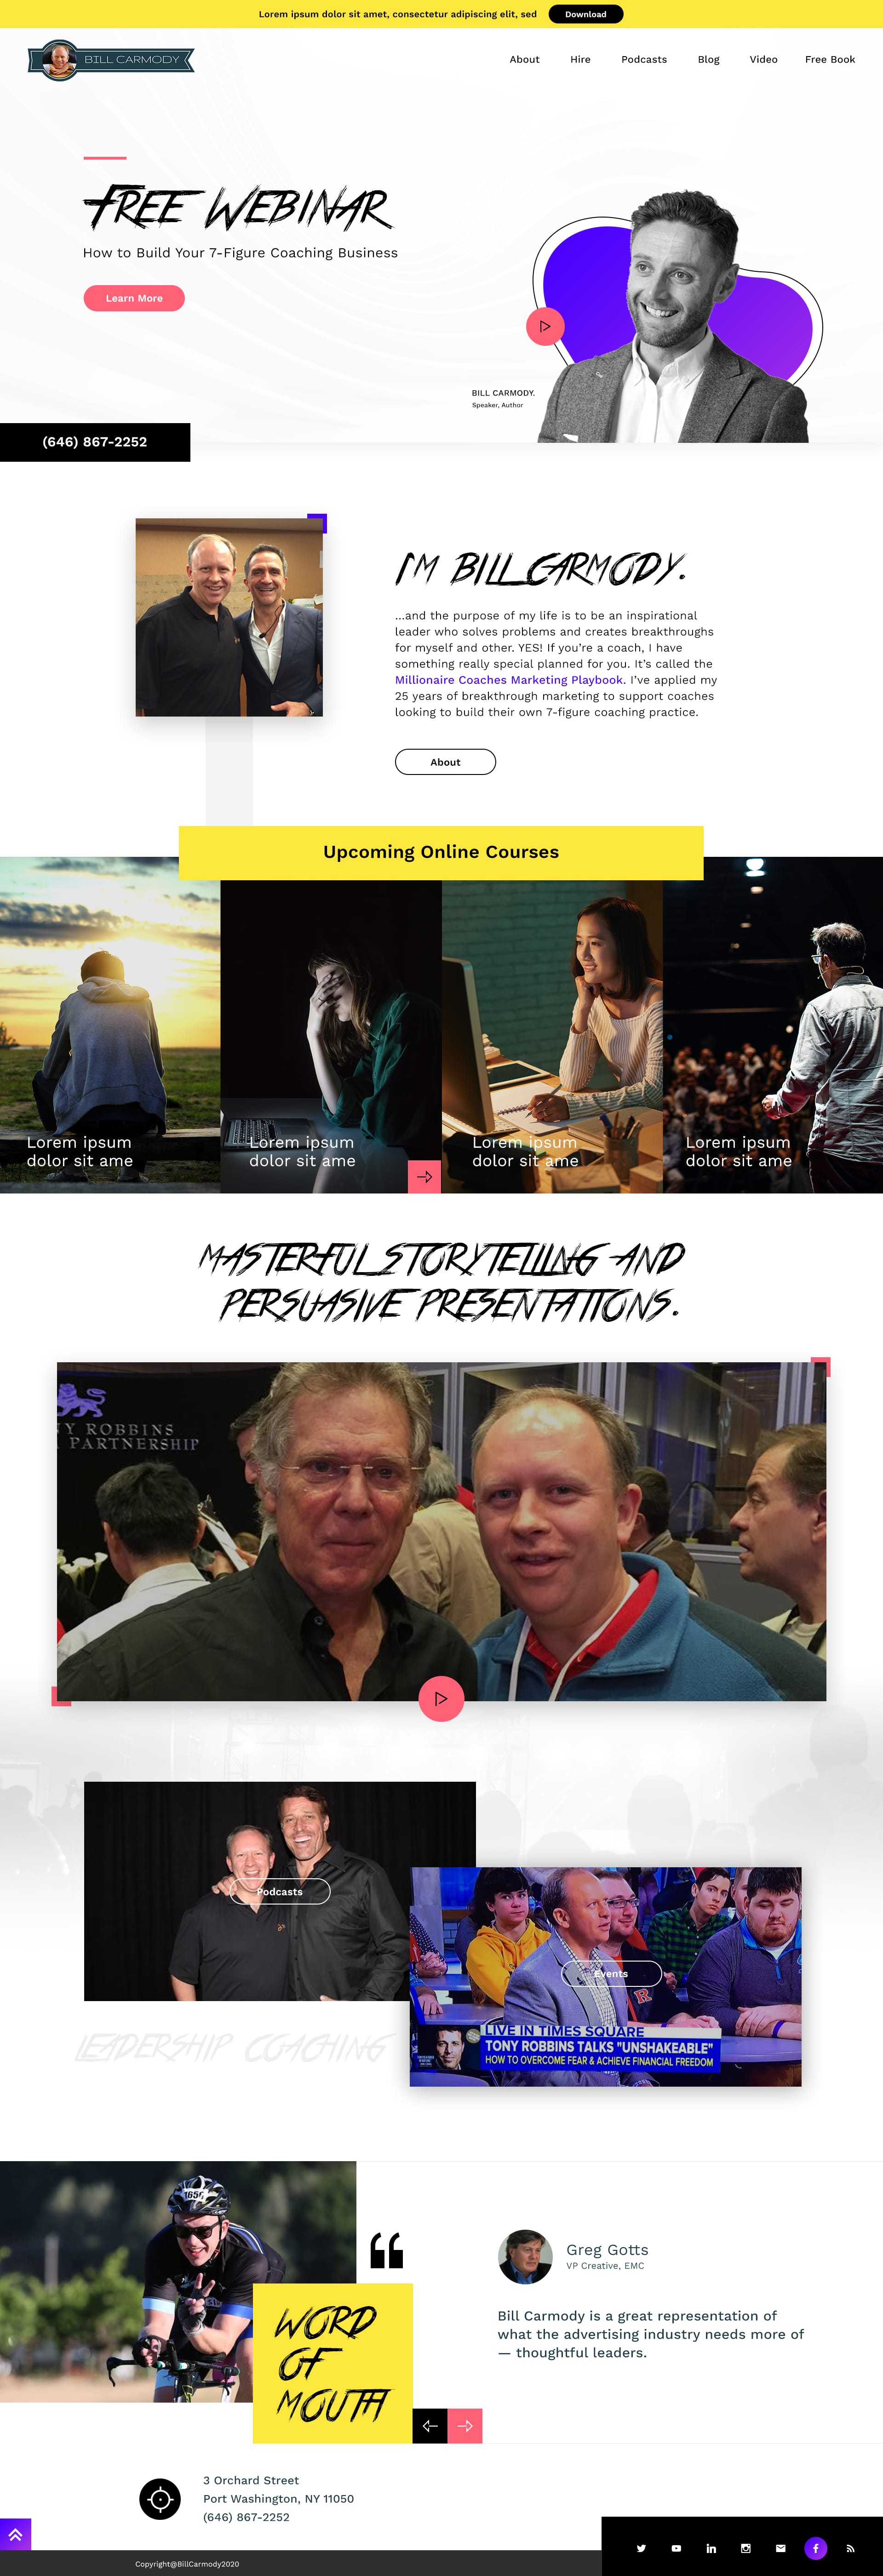 Lorem ipsum dolor sit amet, consectetur adipiscing elit, sed
Download
BILL CARMODY
About
Hire
Podcasts
Blog
Video
Free Book
FREE WEBINAR
How to Build Your 7-Figure Coaching Business
Learn More
BILL CARMODY.
Speaker, Author
(646) 867-2252
I'M BILL CARMODY.
...and the purpose of my life is to be an inspirational
leader who solves problems and creates breakthroughs
for myself and other. YES! If you're a coach, I have
something really special planned for you. It's called the
Millionaire Coaches Marketing Playbook. I've applied my
25 years of breakthrough marketing to support coaches
looking to build their own 7-figure coaching practice.
About
Upcoming Online Courses
Lorem ipsum
dolor sit ame
Lorem ipsum
dolor sit ame
Lorem ipsum
dolor sit ame
Lorem ipsum
dolor sit ame
MASTERFUL STORYTELLING AND
PERSUASIVE PRESENTATIONS.
NY ROBBINS
PARTNERSHIP
Podcasts
Events
R
LIVE IN TIMES SQUARE
TONY ROBBINS TALKS "UNSHAKEABLE"
HOW TO OVERCOME FEAR & ACHIEVE FINANCIAL FREEDOM
LEADERSHIP COACHING
“
WORD
OF
MOUTH
Greg Gotts
VP Creative, EMC
Bill Carmody is a great representation of
what the advertising industry needs more of
— thoughtful leaders.
3 Orchard Street
Port Washington, NY 11050
(646) 867-2252
Copyright@BillCarmody2020